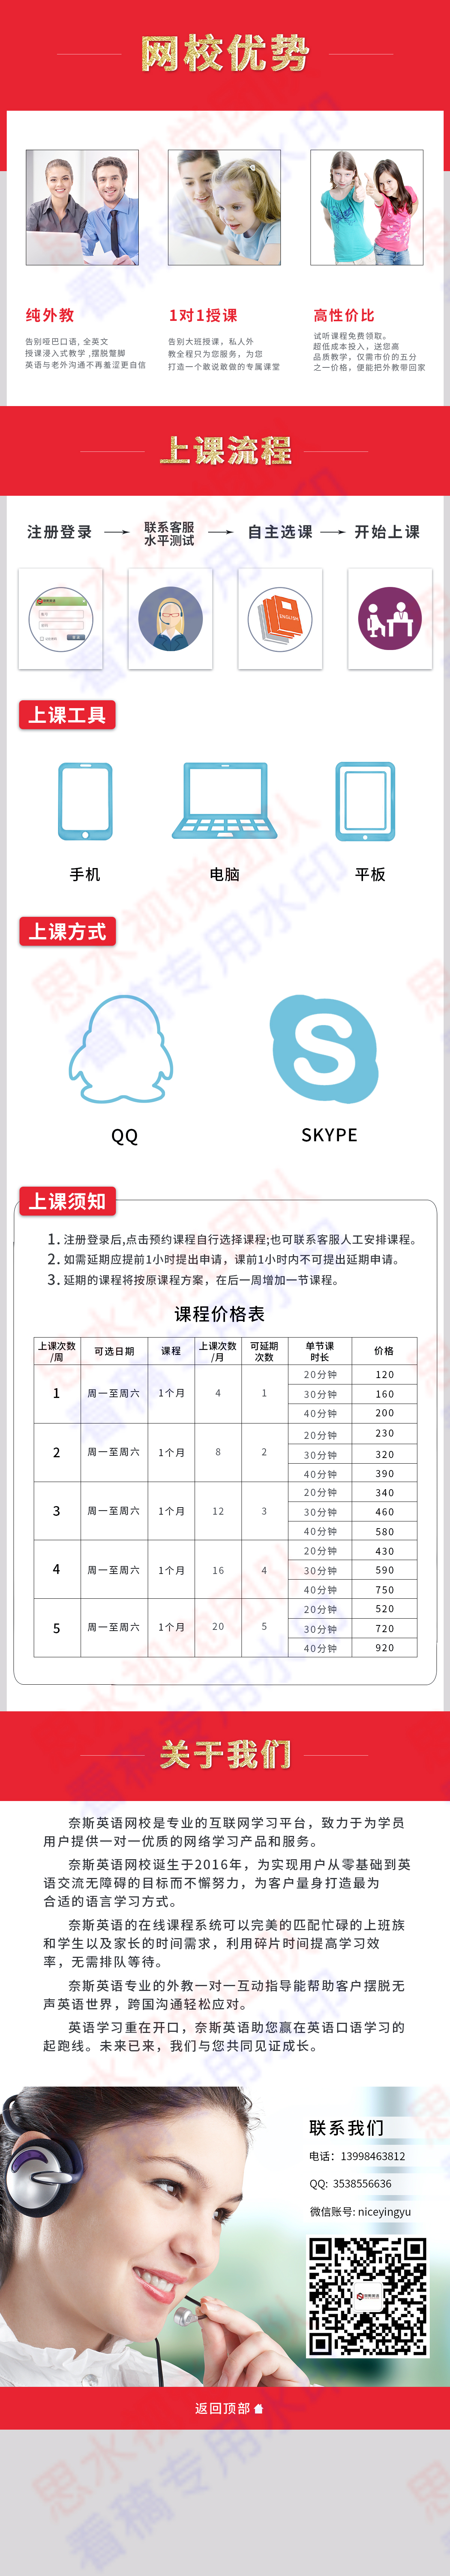 网校优势
纯外教
告别哑巴口语, 全英文
授课浸入式教学 ,摆脱蹩脚
英语与老外沟通不再羞涩更自信
1对1授课
告别大班授课，私人外
教全程只为您服务，为您
打造一个敢说敢做的专属课堂
高性价比
试听课程免费领取。
超低成本投入，送您高
品质教学，仅需市价的五分
之一价格，便能把外教带回家
上课流程
注册登录
联系客服
水平测试
自主选课
开始上课
ENGLISH
上课工具
手机
电脑
平板
上课方式
QQ
SKYPE
上课须知
1. 注册登录后,点击预约课程自行选择课程;也可联系客服人工安排课程。
2. 如需延期应提前1小时提出申请，课前1小时内不可提出延期申请。
3. 延期的课程将按原课程方案，在后一周增加一节课程。
课程价格表
上课次数/周 可选日期 课程 上课次数/月 可延期次数 单节课时长 价格
1 周一至周六 1个月 4 1 20分钟 120
30分钟 160
40分钟 200
2 周一至周六 1个月 8 2 20分钟 230
30分钟 320
40分钟 390
3 周一至周六 1个月 12 3 20分钟 340
30分钟 460
40分钟 580
4 周一至周六 1个月 16 4 20分钟 430
30分钟 590
40分钟 750
5 周一至周六 1个月 20 5 20分钟 520
30分钟 720
40分钟 920
关于我们
奈斯英语网校是专业的互联网学习平台，致力于为学员
用户提供一对一优质的网络学习产品和服务。
奈斯英语网校诞生于2016年，为实现用户从零基础到英
语交流无障碍的目标而不懈努力，为客户量身打造最为
合适的语言学习方式。
奈斯英语的在线课程系统可以完美的匹配忙碌的上班族
和学生以及家长的时间需求，利用碎片时间提高学习效
率，无需排队等待。
奈斯英语专业的外教一对一互动指导能帮助客户摆脱无
声英语世界，跨国沟通轻松应对。
英语学习重在开口，奈斯英语助您赢在英语口语学习的
起跑线。未来已来，我们与您共同见证成长。
联系我们
电话：13998463812
QQ: 3538556636
微信账号: niceyingyu
返回顶部
思水视觉团队
看稿专用水印